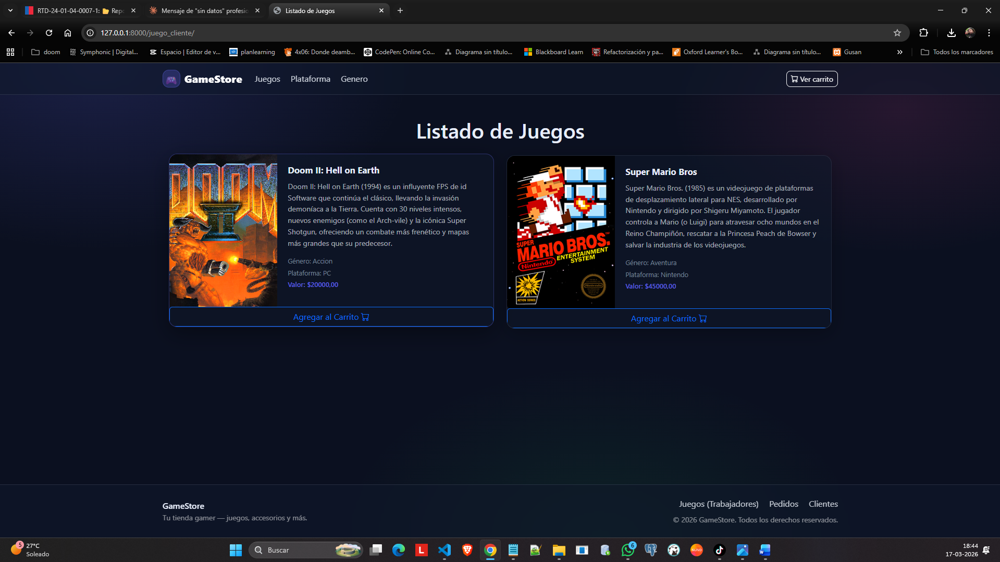 RTD-24-01-04-0007-1: Repo
Mensaje de "sin datos" profesio
Listado de Juegos
127.0.0.1:8000/juego_cliente/
doom
Symphonic | Digital...
Espacio | Editor de v...
planlearning
4x06: Donde deamb...
CodePen: Online Co...
Diagrama sin título...
Blackboard Learn
Refactorización y pa...
Oxford Learner's Bo...
Diagrama sin título...
Gusan
Todos los marcadores
GameStore
Juegos
Plataforma
Genero
Ver carrito
Listado de Juegos
DOOM
II
Doom II: Hell on Earth
Doom II: Hell on Earth (1994) es un influyente FPS de id
Software que continúa el clásico, llevando la invasión
demoníaca a la Tierra. Cuenta con 30 niveles intensos,
nuevos enemigos (como el Arch-vile) y la icónica Super
Shotgun, ofreciendo un combate más frenético y mapas
más grandes que su predecesor.
Género: Accion
Plataforma: PC
Valor: $20000,00
Agregar al Carrito
SUPER
MARIO BROS.
Nintendo
ENTERTAINMENT
SYSTEM
ACTION SERIES
Nintendo
Super Mario Bros
Super Mario Bros. (1985) es un videojuego de plataformas
de desplazamiento lateral para NES, desarrollado por
Nintendo y dirigido por Shigeru Miyamoto. El jugador
controla a Mario (o Luigi) para atravesar ocho mundos en el
Reino Champiñón, rescatar a la Princesa Peach de Bowser y
salvar la industria de los videojuegos.
Género: Aventura
Plataforma: Nintendo
Valor: $45000,00
Agregar al Carrito
GameStore
Tu tienda gamer — juegos, accesorios y más.
Juegos (Trabajadores)
Pedidos
Clientes
© 2026 GameStore. Todos los derechos reservados.
5
27°C
Soleado
Buscar
L
6
SUNO
W
18:44
17-03-2026